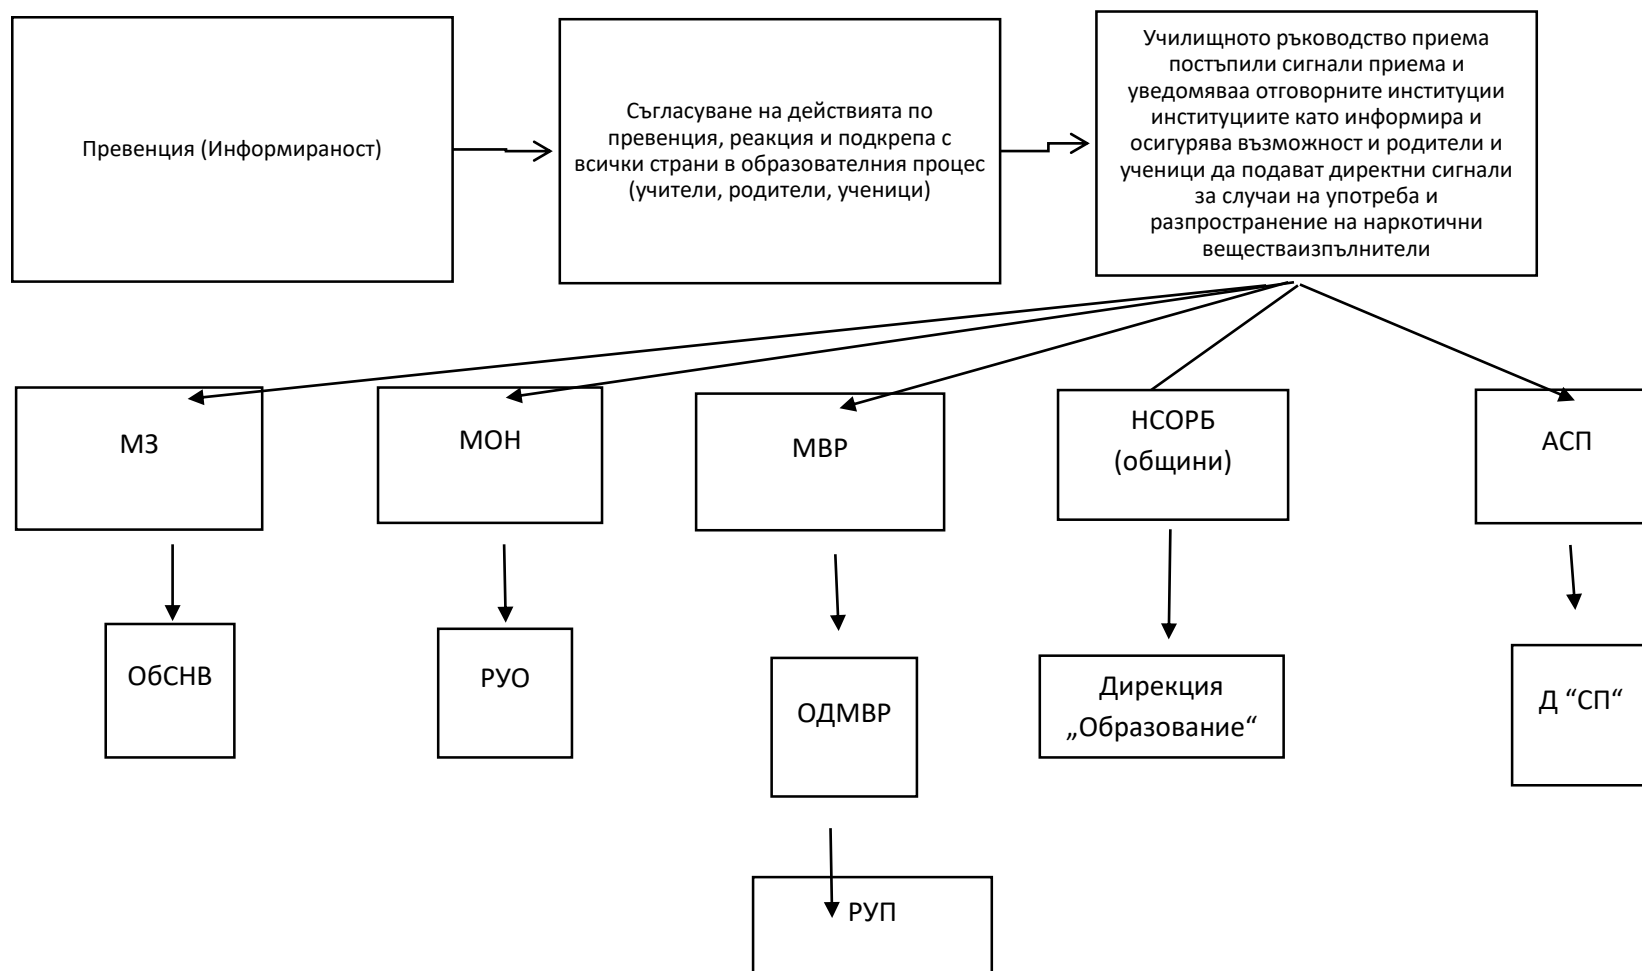 Превенция (Информираност)
Съгласуване на действията по
превенция, реакция и подкрепа с
всички страни в образователния процес
(учители, родители, ученици)
Училищното ръководство приема
постъпили сигнали приема и
уведомяваа отговорните институции
институциите като информира и
осигурява възможност и родители и
ученици да подават директни сигнали
за случаи на употреба и
разпространение на наркотични
веществаизпълнители
МЗ
МОН
МВР
НСОРБ
(общини)
АСП
ОбСНВ
РУО
ОДМВР
Дирекция
„Образование“
Д “СП“
РУП